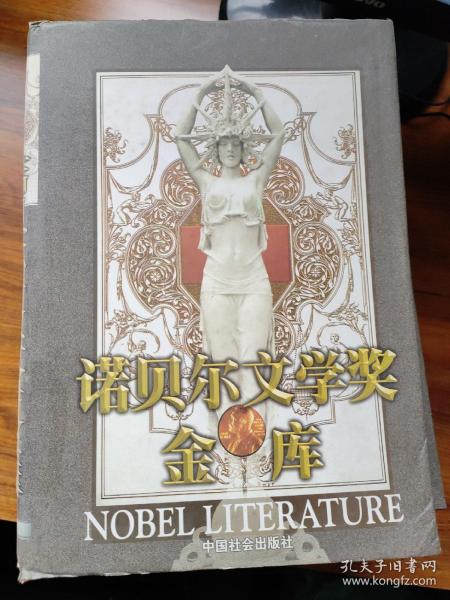 诺贝尔文学奖
金库
NOBEL LITERATURE
中国社会出版社
孔夫子旧书网
www.kongfz.com